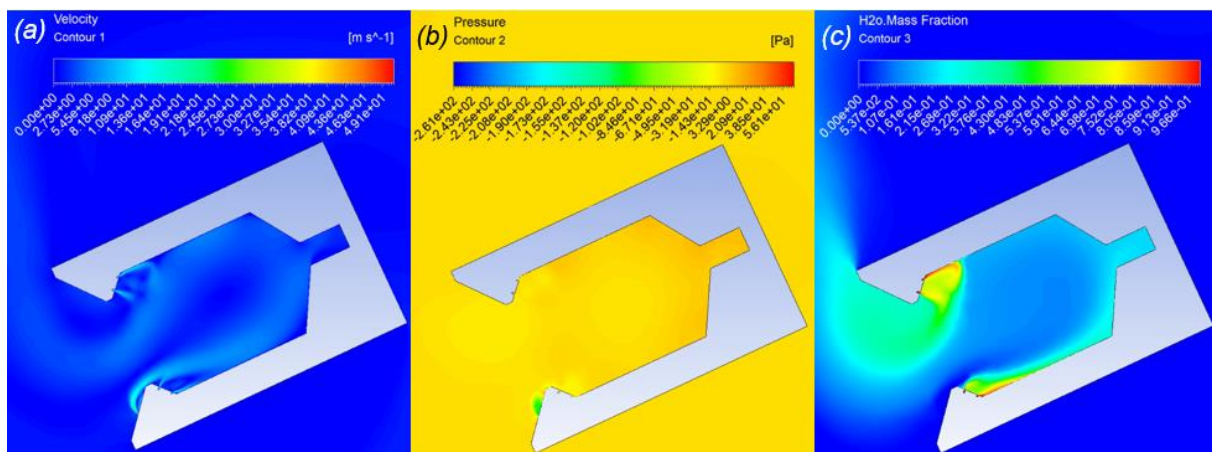 (a)
Velocity
Contour 1
[m s^-1]
0.00e+00
2.73e+00
5.45e+00
8.18e+00
1.09e+01
1.36e+01
1.64e+01
1.91e+01
2.18e+01
2.45e+01
2.73e+01
3.00e+01
3.27e+01
3.54e+01
3.82e+01
4.09e+01
4.36e+01
4.63e+01
4.91e+01
(b)
Pressure
Contour 2
[Pa]
-2.61e+02
-2.43e+02
-2.25e+02
-2.08e+02
-1.90e+02
-1.73e+02
-1.55e+02
-1.37e+02
-1.20e+02
-1.02e+02
-8.46e+01
-6.71e+01
-4.95e+01
-3.19e+01
-1.43e+01
3.29e+00
2.09e+01
3.85e+01
5.61e+01
(c)
H2o.Mass Fraction
Contour 3
0.00e+00
5.37e-02
1.07e-01
1.61e-01
2.15e-01
2.68e-01
3.22e-01
3.76e-01
4.30e-01
4.83e-01
5.37e-01
5.91e-01
6.44e-01
6.98e-01
7.52e-01
8.05e-01
8.59e-01
9.13e-01
9.66e-01